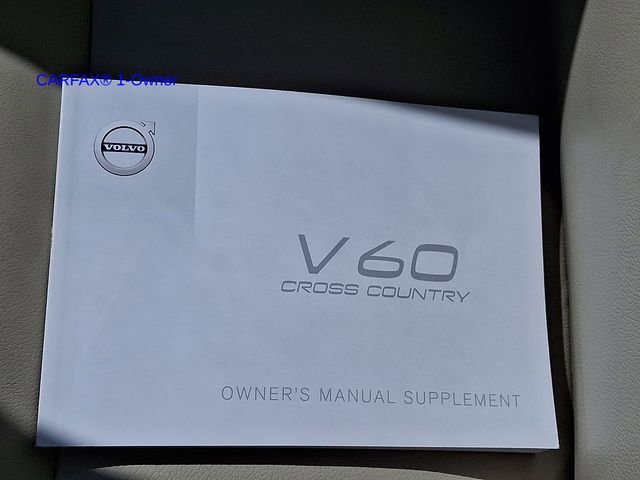 CARFAX® 1-Owner
VOLVO
V60
CROSS COUNTRY
OWNER'S MANUAL SUPPLEMENT